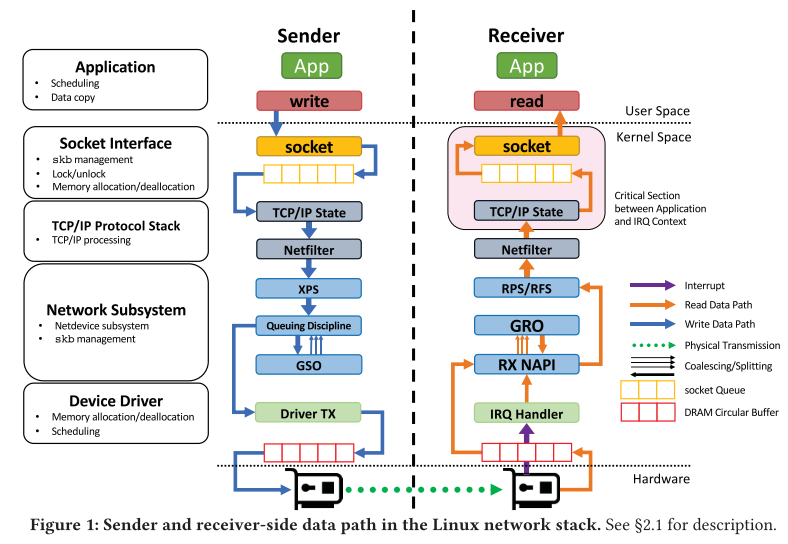 Sender
Receiver
Application
• Scheduling
• Data copy
App
App
write
read
User Space
Kernel Space
Socket Interface
• skb management
• Lock/unlock
• Memory allocation/deallocation
socket
socket
TCP/IP Protocol Stack
• TCP/IP processing
TCP/IP State
TCP/IP State
Critical Section
between Application
and IRQ Context
Netfilter
Netfilter
Network Subsystem
• Netdevice subsystem
• skb management
XPS
RPS/RFS
Queuing Discipline
GRO
GSO
RX NAPI
Interrupt
Read Data Path
Write Data Path
Physical Transmission
Coalescing/Splitting
socket Queue
DRAM Circular Buffer
Device Driver
• Memory allocation/deallocation
• Scheduling
Driver TX
IRQ Handler
Hardware
Figure 1: Sender and receiver-side data path in the Linux network stack. See §2.1 for description.